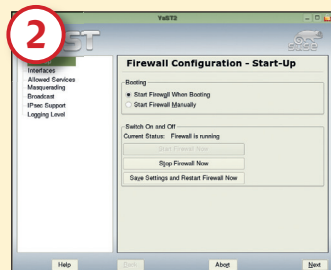 YaST2
2
ST
SUSE
Interfaces
Allowed Services
Masquerading
Broadcast
IPsec Support
Logging Level
Firewall Configuration - Start-Up
Booting
Start Firewall When Booting
Start Firewall Manually
Switch On and Off
Current Status: Firewall is running
Start Firewall Now
Stop Firewall Now
Save Settings and Restart Firewall Now
Help
Back
Abort
Next